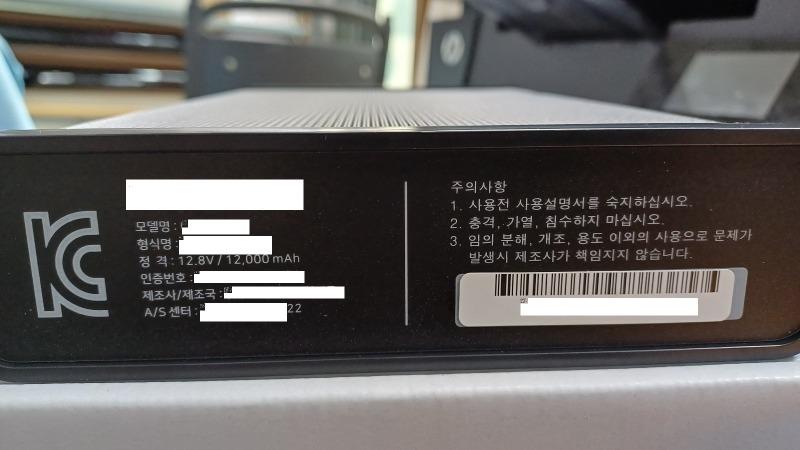 KC
모델명 :
형식명 :
정 격 : 12.8V / 12,000 mAh
인증번호 :
제조사/제조국 :
A/S 센터 : 22
주의사항
1. 사용전 사용설명서를 숙지하십시오.
2. 충격, 가열, 침수하지 마십시오.
3. 임의 분해, 개조, 용도 이외의 사용으로 문제가
발생시 제조사가 책임지지 않습니다.